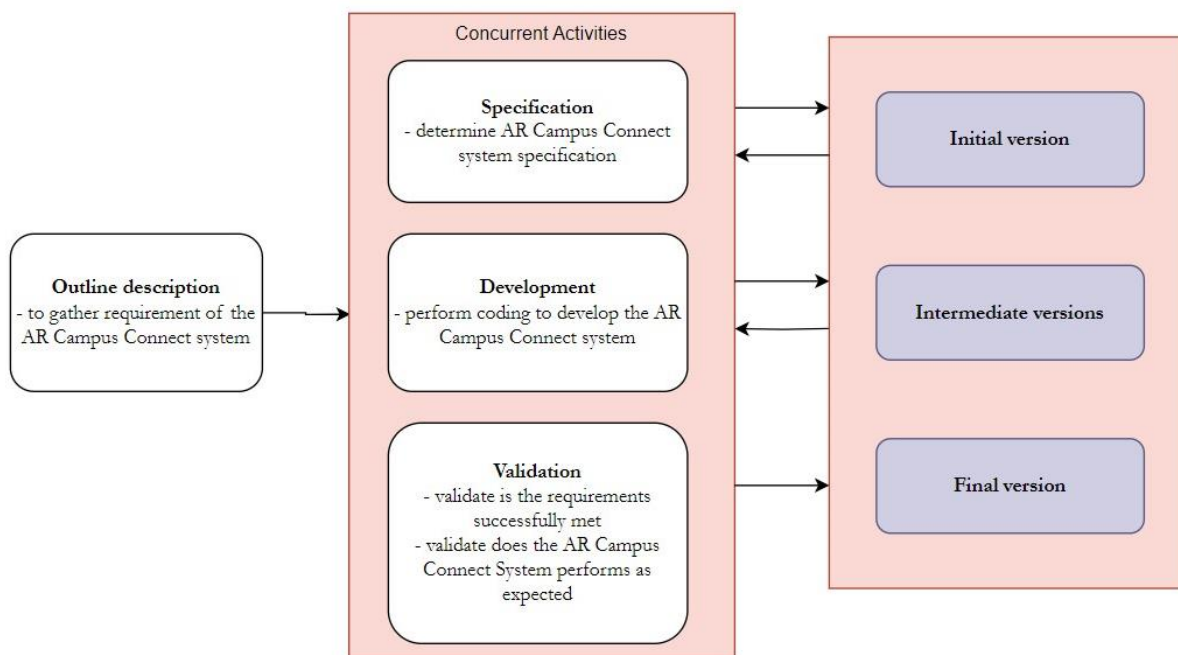 Concurrent Activities
Specification
- determine AR Campus Connect
system specification
Initial version
Outline description
- to gather requirement of the
AR Campus Connect system
Development
- perform coding to develop the AR
Campus Connect system
Intermediate versions
Validation
- validate is the requirements
successfully met
- validate does the AR Campus
Connect System performs as
expected
Final version